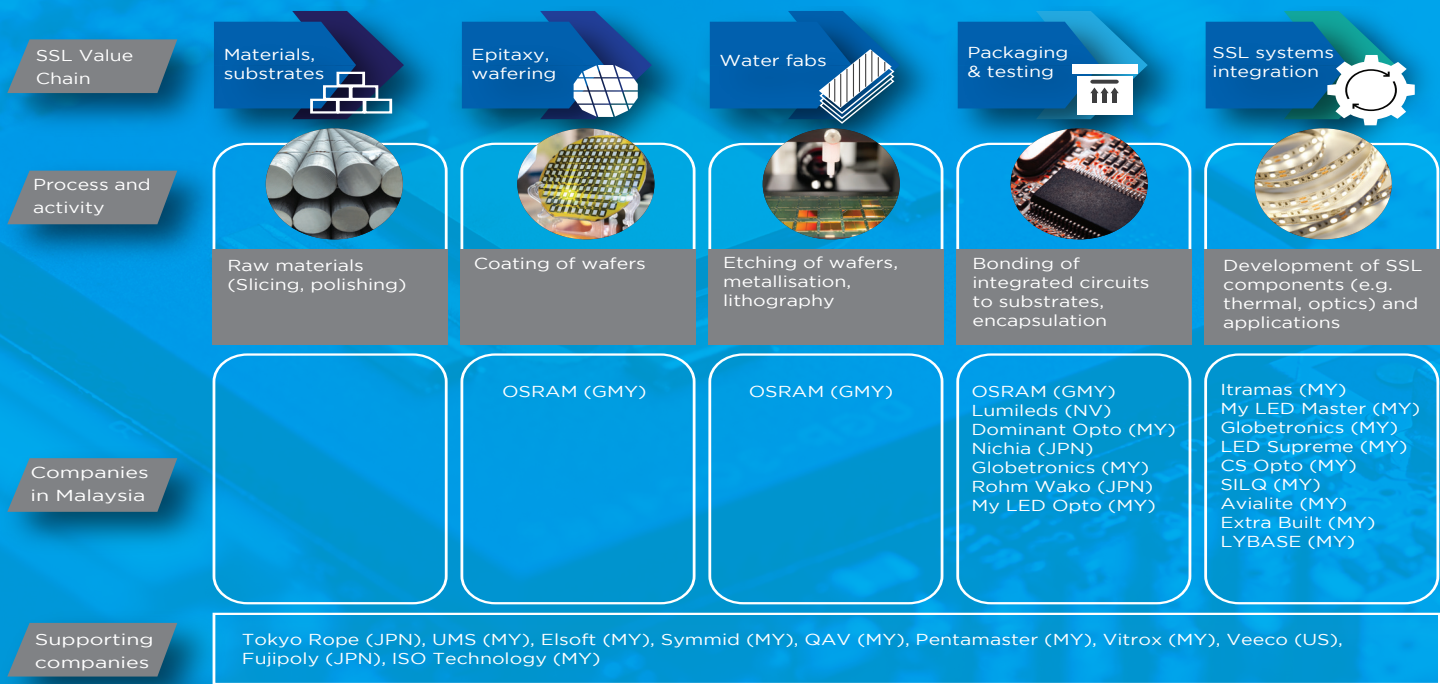 SSL Value
Chain
Materials,
substrates
Epitaxy,
wafering
Water fabs
Packaging
& testing
SSL systems
integration
Process and
activity
Raw materials
(Slicing, polishing)
Coating of wafers
Etching of wafers,
metallisation,
lithography
Bonding of
integrated circuits
to substrates,
encapsulation
Development of SSL
components (e.g.
thermal, optics) and
applications
Companies
in Malaysia
OSRAM (GMY)
OSRAM (GMY)
OSRAM (GMY)
Lumileds (NV)
Dominant Opto (MY)
Nichia (JPN)
Globetronics (MY)
Rohm Wako (JPN)
My LED Opto (MY)
Itramas (MY)
My LED Master (MY)
Globetronics (MY)
LED Supreme (MY)
CS Opto (MY)
SILQ (MY)
Avialite (MY)
Extra Built (MY)
LYBASE (MY)
Supporting
companies
Tokyo Rope (JPN), UMS (MY), Elsoft (MY), Symmid (MY), QAV (MY), Pentamaster (MY), Vitrox (MY), Veeco (US),
Fujipoly (JPN), ISO Technology (MY)